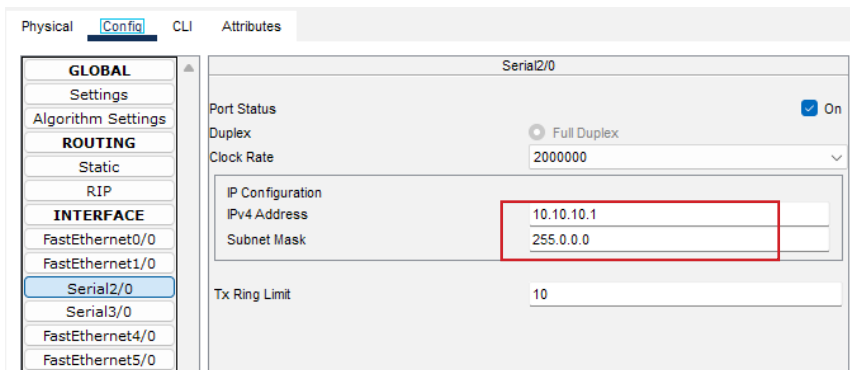 Physical Config CLI Attributes
GLOBAL
Settings
Algorithm Settings
ROUTING
Static
RIP
INTERFACE
FastEthernet0/0
FastEthernet1/0
Serial2/0
Serial3/0
FastEthernet4/0
FastEthernet5/0
Serial2/0
Port Status On
Duplex Full Duplex
Clock Rate 2000000
IP Configuration
IPv4 Address 10.10.10.1
Subnet Mask 255.0.0.0
Tx Ring Limit 10